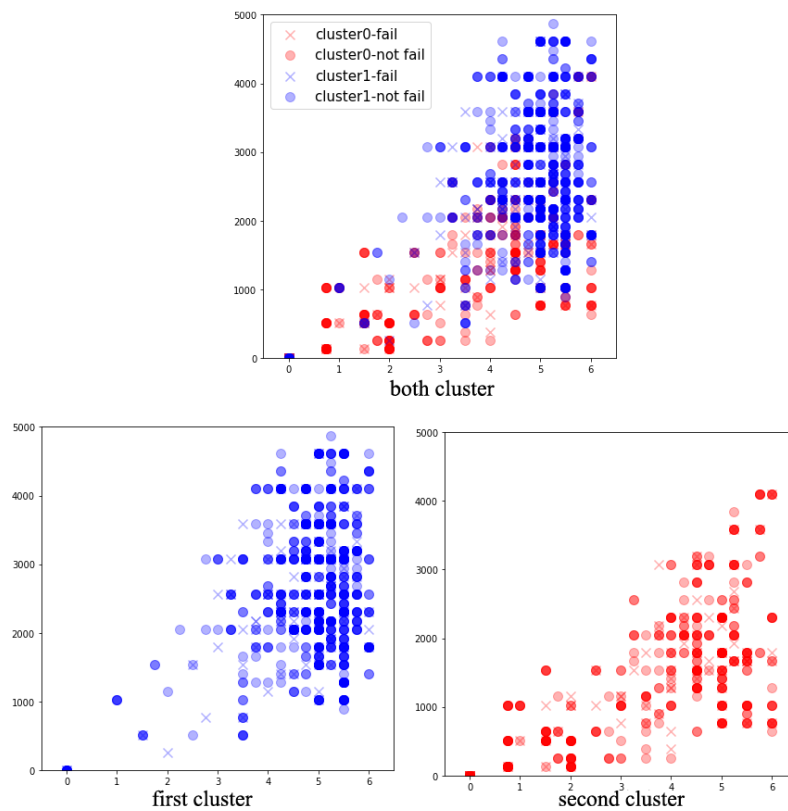 5000
4000
3000
2000
1000
0
cluster0-fail
cluster0-not fail
cluster1-fail
cluster1-not fail
0 1 2 3 4 5 6
both cluster
5000
4000
3000
2000
1000
0
0 1 2 3 4 5 6
first cluster
5000
4000
3000
2000
1000
0
0 1 2 3 4 5 6
second cluster